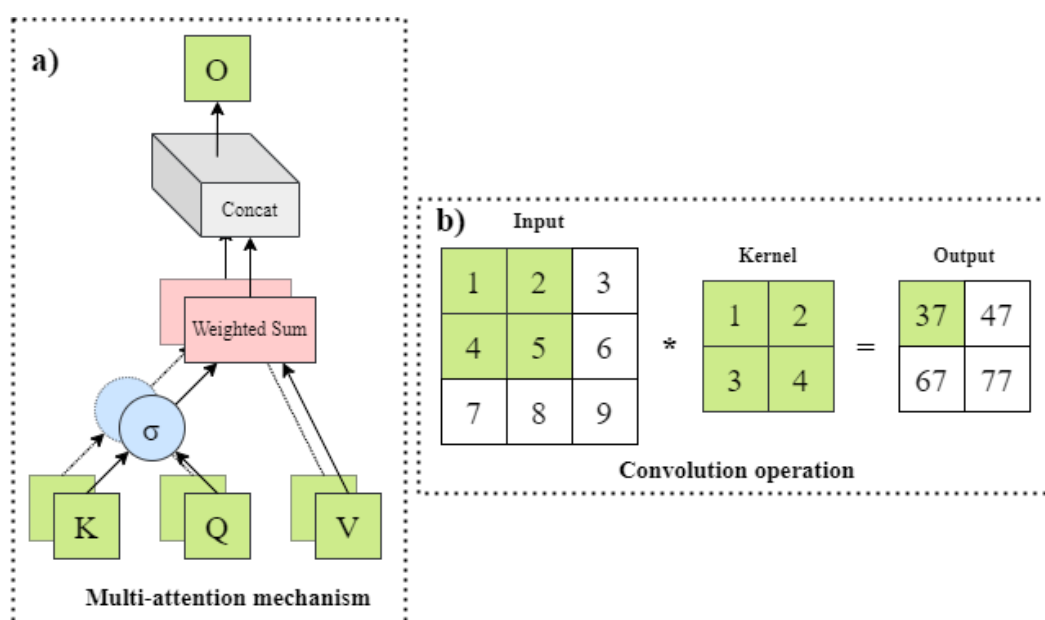 a)
O
Concat
Weighted Sum
σ
K Q V
Multi-attention mechanism
b)
Input
Kernel
Output
1 2 3
4 5 6
7 8 9
*
1 2
3 4
=
37 47
67 77
Convolution operation